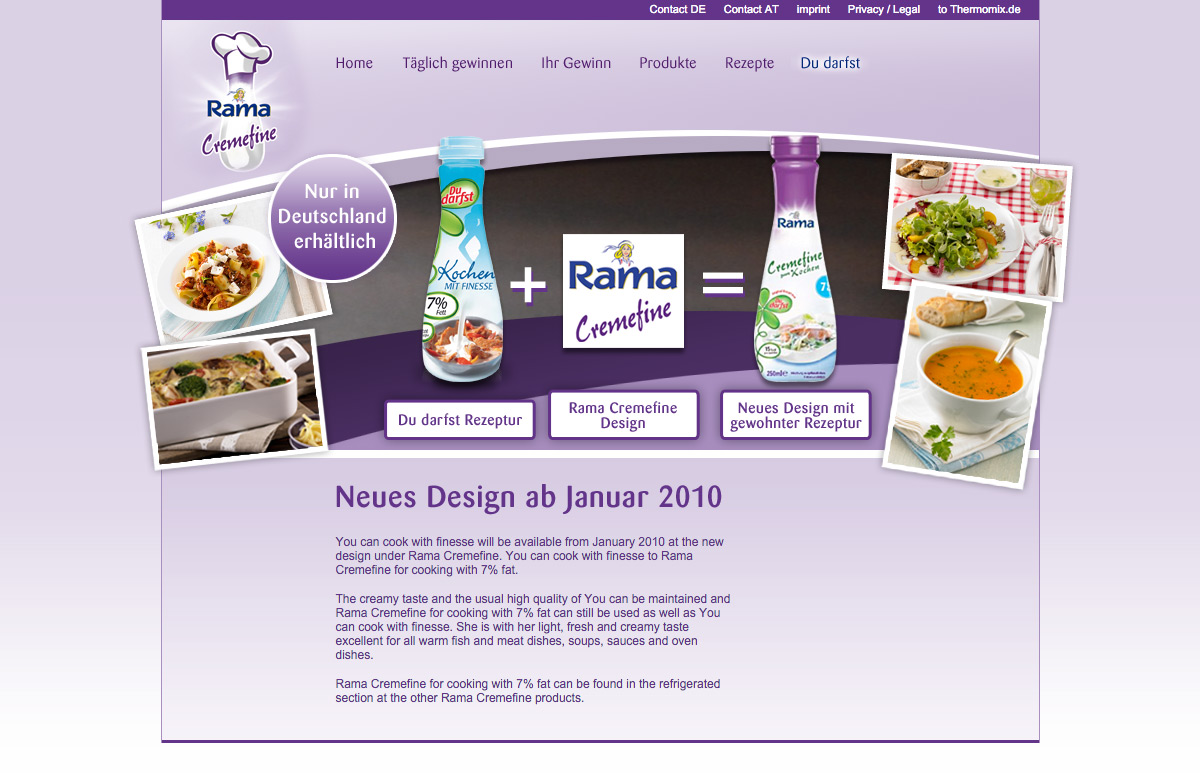 Contact DE Contact AT imprint Privacy / Legal to Thermomix.de
Rama
Cremefine
Home Täglich gewinnen Ihr Gewinn Produkte Rezepte Du darfst
Nur in
Deutschland
erhältlich
Du
darfst
Kochen
MIT FINESSE
7%
Fett
+
Rama
Cremefine
=
Rama
Cremefine
zum Kochen
7%
Du
darfst
250ml
Du darfst Rezeptur
Rama Cremefine
Design
Neues Design mit
gewohnter Rezeptur
Neues Design ab Januar 2010
You can cook with finesse will be available from January 2010 at the new
design under Rama Cremefine. You can cook with finesse to Rama
Cremefine for cooking with 7% fat.
The creamy taste and the usual high quality of You can be maintained and
Rama Cremefine for cooking with 7% fat can still be used as well as You
can cook with finesse. She is with her light, fresh and creamy taste
excellent for all warm fish and meat dishes, soups, sauces and oven
dishes.
Rama Cremefine for cooking with 7% fat can be found in the refrigerated
section at the other Rama Cremefine products.